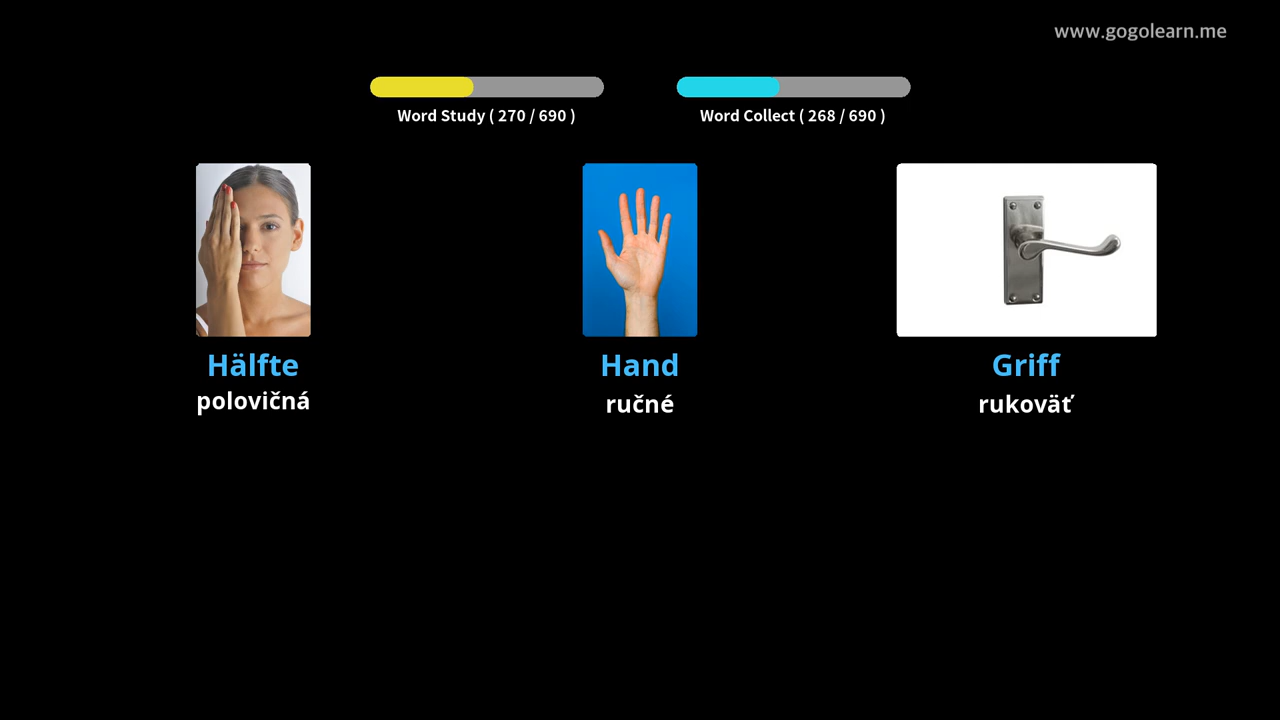 www.gogolearn.me
Word Study ( 270 / 690 )
Word Collect ( 268 / 690 )
Hälfte
polovičná
Hand
ručné
Griff
rukoväť